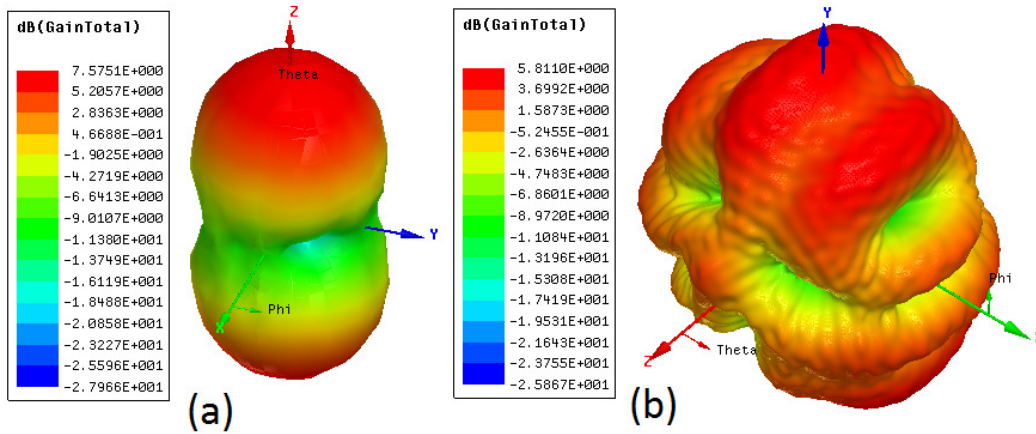 dB(GainTotal)
7.5751E+000
5.2057E+000
2.8363E+000
4.6688E-001
-1.9025E+000
-4.2719E+000
-6.6413E+000
-9.0107E+000
-1.1380E+001
-1.3749E+001
-1.6119E+001
-1.8488E+001
-2.0858E+001
-2.3227E+001
-2.5596E+001
-2.7966E+001
Z
Theta
Y
X
Phi
(a)
dB(GainTotal)
5.8110E+000
3.6992E+000
1.5873E+000
-5.2455E-001
-2.6364E+000
-4.7483E+000
-6.8601E+000
-8.9720E+000
-1.1084E+001
-1.3196E+001
-1.5308E+001
-1.7419E+001
-1.9531E+001
-2.1643E+001
-2.3755E+001
-2.5867E+001
Y
Phi
Z
Theta
(b)